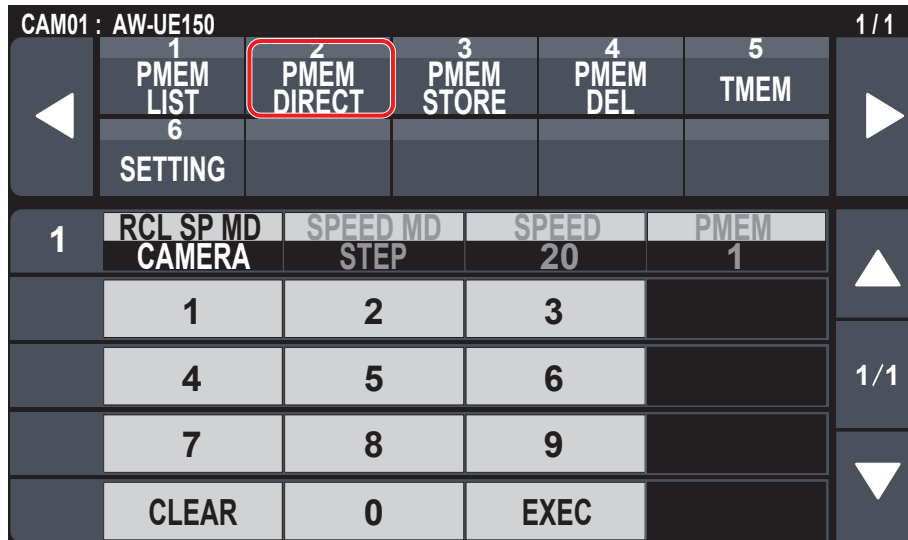 CAM01 : AW-UE150 1 / 1
1 2 3 4 5
PMEM LIST PMEM DIRECT PMEM STORE PMEM DEL TMEM
6
SETTING
1 RCL SP MD SPEED MD SPEED PMEM
CAMERA STEP 20 1
1 2 3
4 5 6 1/1
7 8 9
CLEAR 0 EXEC